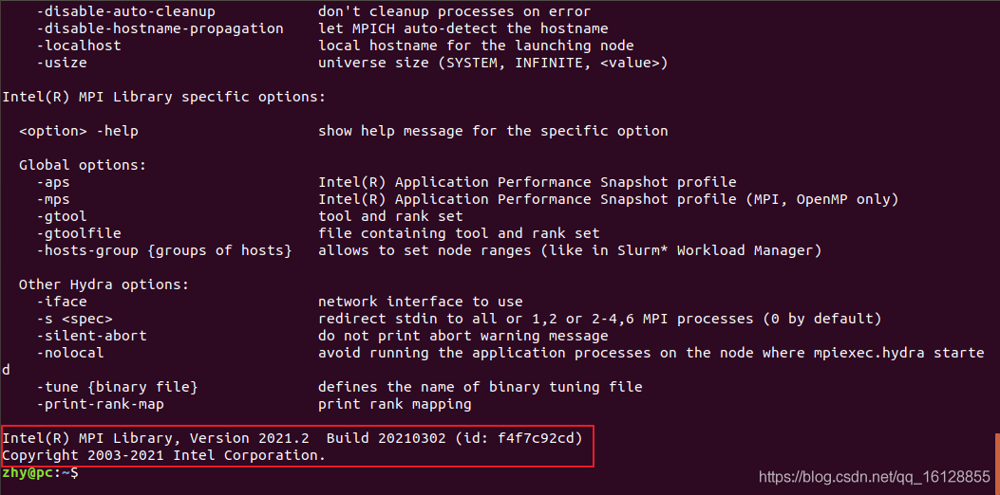 -disable-auto-cleanup don't cleanup processes on error
-disable-hostname-propagation let MPICH auto-detect the hostname
-localhost local hostname for the launching node
-usize universe size (SYSTEM, INFINITE, <value>)
Intel(R) MPI Library specific options:
<option> -help show help message for the specific option
Global options:
-aps Intel(R) Application Performance Snapshot profile
-mps Intel(R) Application Performance Snapshot profile (MPI, OpenMP only)
-gtool tool and rank set
-gtoolfile file containing tool and rank set
-hosts-group {groups of hosts} allows to set node ranges (like in Slurm* Workload Manager)
Other Hydra options:
-iface network interface to use
-s <spec> redirect stdin to all or 1,2 or 2-4,6 MPI processes (0 by default)
-silent-abort do not print abort warning message
-nolocal avoid running the application processes on the node where mpiexec.hydra starte
d
-tune {binary file} defines the name of binary tuning file
-print-rank-map print rank mapping
Intel(R) MPI Library, Version 2021.2 Build 20210302 (id: f4f7c92cd)
Copyright 2003-2021 Intel Corporation.
zhy@pc:~$
https://blog.csdn.net/qq_16128855